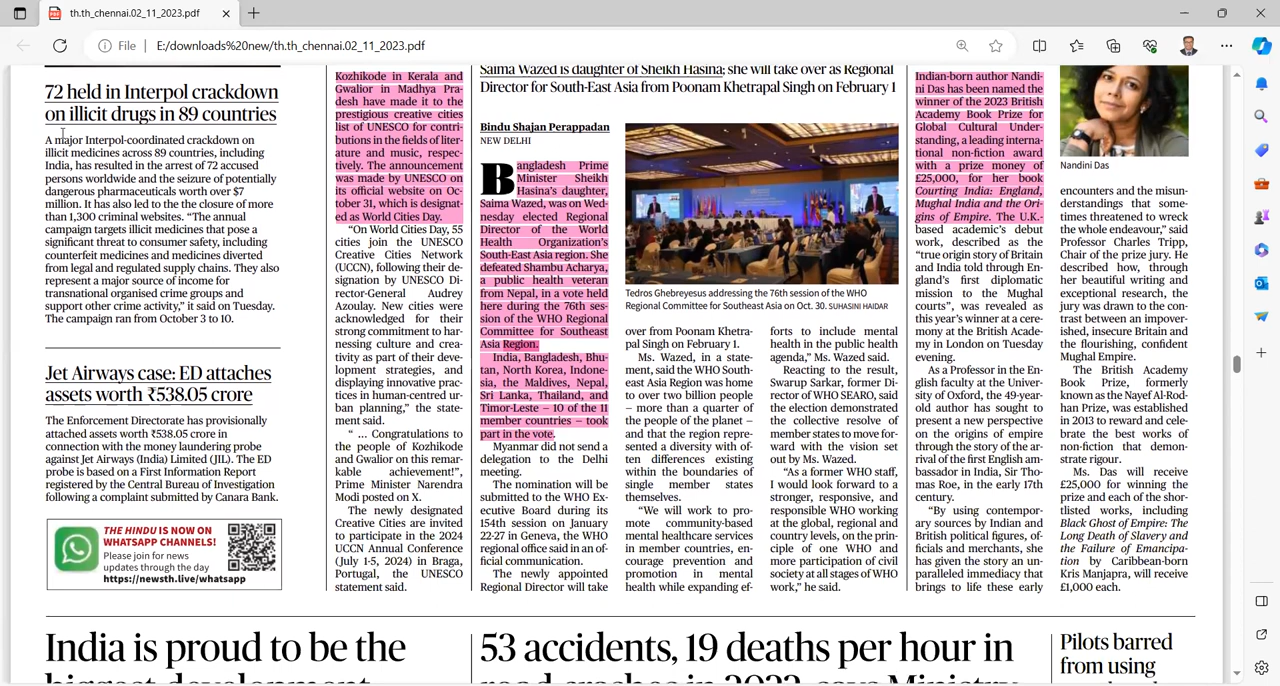 th.th_chennai.02_11_2023.pdf
File
E:/downloads%20new/th.th_chennai.02_11_2023.pdf
72 held in Interpol crackdown
on illicit drugs in 89 countries
A major Interpol-coordinated crackdown on
illicit medicines across 89 countries, including
India, has resulted in the arrest of 72 accused
persons worldwide and the seizure of potentially
dangerous pharmaceuticals worth over $7
million. It has also led to the the closure of more
than 1,300 criminal websites. “The annual
campaign targets illicit medicines that pose a
significant threat to consumer safety, including
counterfeit medicines and medicines diverted
from legal and regulated supply chains. They also
represent a major source of income for
transnational organised crime groups and
support other crime activity,” it said on Tuesday.
The campaign ran from October 3 to 10.
Jet Airways case: ED attaches
assets worth ₹538.05 crore
The Enforcement Directorate has provisionally
attached assets worth ₹538.05 crore in
connection with the money laundering probe
against Jet Airways (India) Limited (JIL). The ED
probe is based on a First Information Report
registered by the Central Bureau of Investigation
following a complaint submitted by Canara Bank.
THE HINDU IS NOW ON
WHATSAPP CHANNELS!
Please join for news
updates through the day
https://newsth.live/whatsapp
Kozhikode in Kerala and
Gwalior in Madhya Pra-
desh have made it to the
prestigious creative cities
list of UNESCO for contri-
butions in the fields of liter-
ature and music, respec-
tively. The announcement
was made by UNESCO on
its official website on Oc-
tober 31, which is designat-
ed as World Cities Day.
“On World Cities Day, 55
cities join the UNESCO
Creative Cities Network
(UCCN), following their de-
signation by UNESCO Di-
rector-General Audrey
Azoulay. New cities were
acknowledged for their
strong commitment to har-
nessing culture and crea-
tivity as part of their deve-
lopment strategies, and
displaying innovative prac-
tices in human-centred ur-
ban planning,” the state-
ment said.
“ ... Congratulations to
the people of Kozhikode
and Gwalior on this remar-
kable achievement!”,
Prime Minister Narendra
Modi posted on X.
The newly designated
Creative Cities are invited
to participate in the 2024
UCCN Annual Conference
(July 1-5, 2024) in Braga,
Portugal, the UNESCO
statement said.
Saima Wazed is daughter of Sheikh Hasina; she will take over as Regional
Director for South-East Asia from Poonam Khetrapal Singh on February 1
Bindu Shajan Perappadan
NEW DELHI
Bangladesh Prime
Minister Sheikh
Hasina’s daughter,
Saima Wazed, was on Wed-
nesday elected Regional
Director of the World
Health Organization’s
South-East Asia region. She
defeated Shambu Acharya,
a public health veteran
from Nepal, in a vote held
here during the 76th ses-
sion of the WHO Regional
Committee for Southeast
Asia Region.
India, Bangladesh, Bhu-
tan, North Korea, Indone-
sia, the Maldives, Nepal,
Sri Lanka, Thailand, and
Timor-Leste – 10 of the 11
member countries – took
part in the vote.
Myanmar did not send a
delegation to the Delhi
meeting.
The nomination will be
submitted to the WHO Ex-
ecutive Board during its
154th session on January
22-27 in Geneva, the WHO
regional office said in an of-
ficial communication.
The newly appointed
Regional Director will take
Tedros Ghebreyesus addressing the 76th session of the WHO
Regional Committee for Southeast Asia on Oct. 30. SUHASINI HAIDAR
over from Poonam Khetra-
pal Singh on February 1.
Ms. Wazed, in a state-
ment, said the WHO South-
east Asia Region was home
to over two billion people
– more than a quarter of
the people of the planet –
and that the region repre-
sented a diversity with of-
ten differences existing
within the boundaries of
single member states
themselves.
“We will work to pro-
mote community-based
mental healthcare services
in member countries, en-
courage prevention and
promotion in mental
health while expanding ef-
forts to include mental
health in the public health
agenda,” Ms. Wazed said.
Reacting to the result,
Swarup Sarkar, former Di-
rector of WHO SEARO, said
the election demonstrated
the collective resolve of
member states to move for-
ward with the vision set
out by Ms. Wazed.
“As a former WHO staff,
I would look forward to a
stronger, responsive, and
responsible WHO working
at the global, regional and
country levels, on the prin-
ciple of one WHO and
more participation of civil
society at all stages of WHO
work,” he said.
Indian-born author Nandi-
ni Das has been named the
winner of the 2023 British
Academy Book Prize for
Global Cultural Under-
standing, a leading interna-
tional non-fiction award
with a prize money of
£25,000, for her book
Courting India: England,
Mughal India and the Ori-
gins of Empire. The U.K.-
based academic’s debut
work, described as the
“true origin story of Britain
and India told through En-
gland’s first diplomatic
mission to the Mughal
courts”, was revealed as
this year’s winner at a cere-
mony at the British Acade-
my in London on Tuesday
evening.
As a Professor in the En-
glish faculty at the Univer-
sity of Oxford, the 49-year-
old author has sought to
present a new perspective
on the origins of empire
through the story of the ar-
rival of the first English am-
bassador in India, Sir Tho-
mas Roe, in the early 17th
century.
“By using contempor-
ary sources by Indian and
British political figures, of-
ficials and merchants, she
has given the story an un-
paralleled immediacy that
brings to life these early
Nandini Das
encounters and the misun-
derstandings that some-
times threatened to wreck
the whole endeavour,” said
Professor Charles Tripp,
Chair of the prize jury. He
described how, through
her beautiful writing and
exceptional research, the
jury was drawn to the con-
trast between an impover-
ished, insecure Britain and
the flourishing, confident
Mughal Empire.
The British Academy
Book Prize, formerly
known as the Nayef Al-Rod-
han Prize, was established
in 2013 to reward and cele-
brate the best works of
non-fiction that demon-
strate rigour.
Ms. Das will receive
£25,000 for winning the
prize and each of the shor-
tlisted works, including
Black Ghost of Empire: The
Long Death of Slavery and
the Failure of Emancipa-
tion by Caribbean-born
Kris Manjapra, will receive
£1,000 each.
India is proud to be the
biggest development
53 accidents, 19 deaths per hour in
road crashes in 2022, says Ministry
Pilots barred
from using